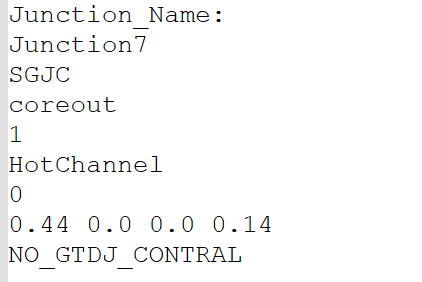 Junction_Name:
Junction7
SGJC
coreout
1
HotChannel
0
0.44 0.0 0.0 0.14
NO_GTDJ_CONTRAL